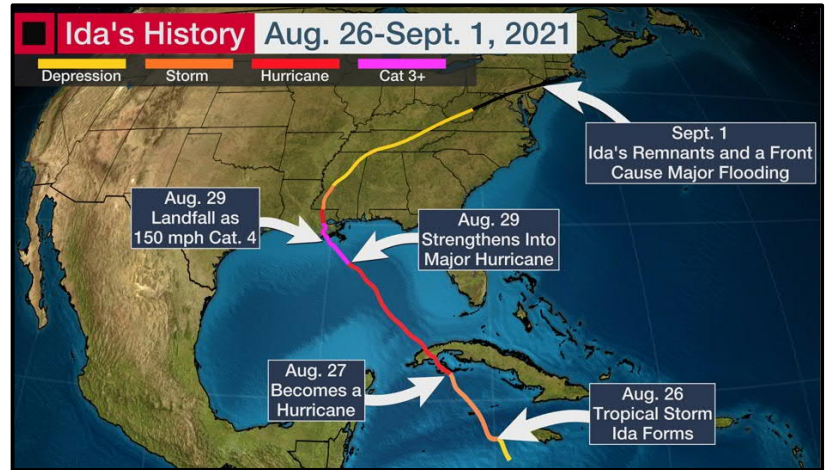 Ida's History Aug. 26-Sept. 1, 2021
Depression Storm Hurricane Cat 3+
Sept. 1
Ida's Remnants and a Front
Cause Major Flooding
Aug. 29
Landfall as
150 mph Cat. 4
Aug. 29
Strengthens Into
Major Hurricane
Aug. 27
Becomes a
Hurricane
Aug. 26
Tropical Storm
Ida Forms